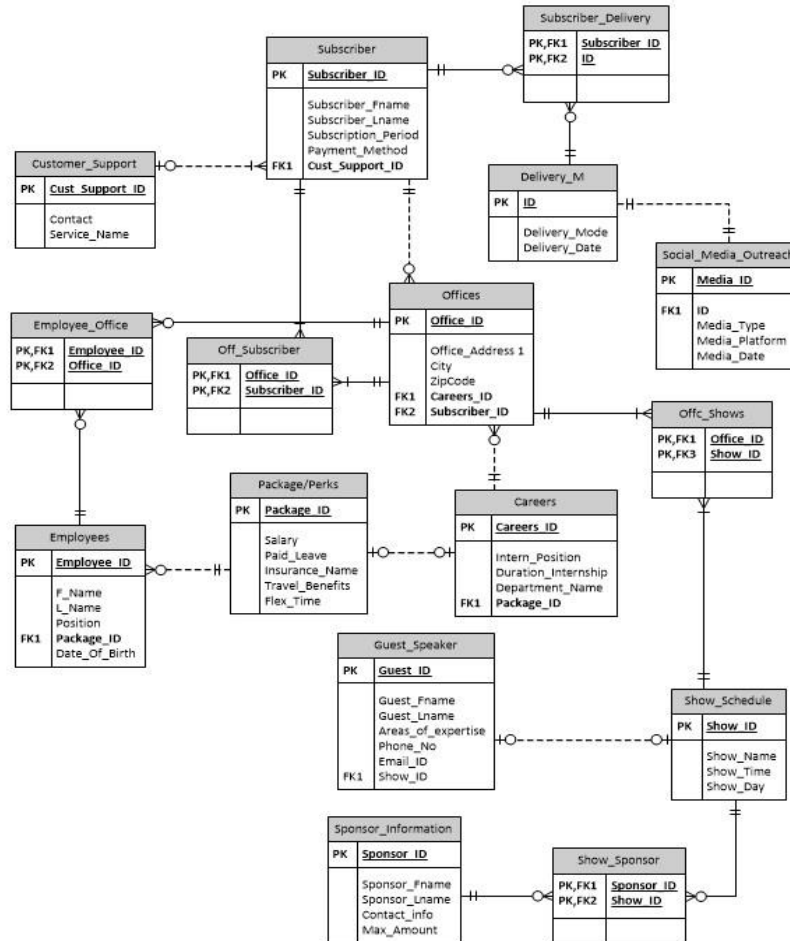 Subscriber_Delivery
PK,FK1 Subscriber_ID
PK,FK2 ID
Subscriber
PK Subscriber_ID
Subscriber_Fname
Subscriber_Lname
Subscription_Period
Payment_Method
FK1 Cust_Support_ID
Customer_Support
PK Cust_Support_ID
Contact
Service_Name
Delivery_M
PK ID
Delivery_Mode
Delivery_Date
Social_Media_Outreach
PK Media_ID
FK1 ID
Media_Type
Media_Platform
Media_Date
Offices
PK Office_ID
Office_Address 1
City
ZipCode
FK1 Careers_ID
FK2 Subscriber_ID
Employee_Office
PK,FK1 Employee_ID
PK,FK2 Office_ID
Off_Subscriber
PK,FK1 Office_ID
PK,FK2 Subscriber_ID
Offc_Shows
PK,FK1 Office_ID
PK,FK3 Show_ID
Package/Perks
PK Package_ID
Salary
Paid_Leave
Insurance_Name
Travel_Benefits
Flex_Time
Careers
PK Careers_ID
Intern_Position
Duration_Internship
Department_Name
FK1 Package_ID
Employees
PK Employee_ID
F_Name
L_Name
Position
FK1 Package_ID
Date_Of_Birth
Guest_Speaker
PK Guest_ID
Guest_Fname
Guest_Lname
Areas_of_expertise
Phone_No
Email_ID
FK1 Show_ID
Show_Schedule
PK Show_ID
Show_Name
Show_Time
Show_Day
Sponsor_Information
PK Sponsor_ID
Sponsor_Fname
Sponsor_Lname
Contact_info
Max_Amount
Show_Sponsor
PK,FK1 Sponsor_ID
PK,FK2 Show_ID